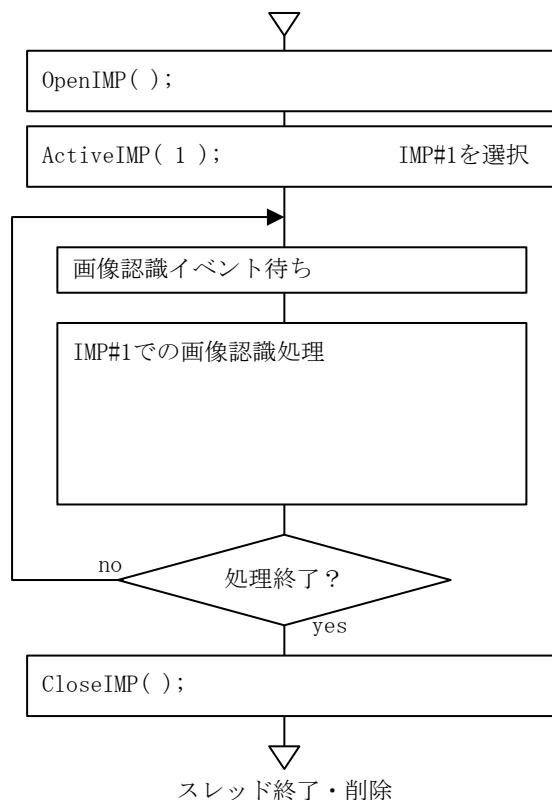 OpenIMP( );
ActiveIMP( 1 ); IMP#1を選択
画像認識イベント待ち
IMP#1での画像認識処理
no
処理終了？
yes
CloseIMP( );
スレッド終了・削除